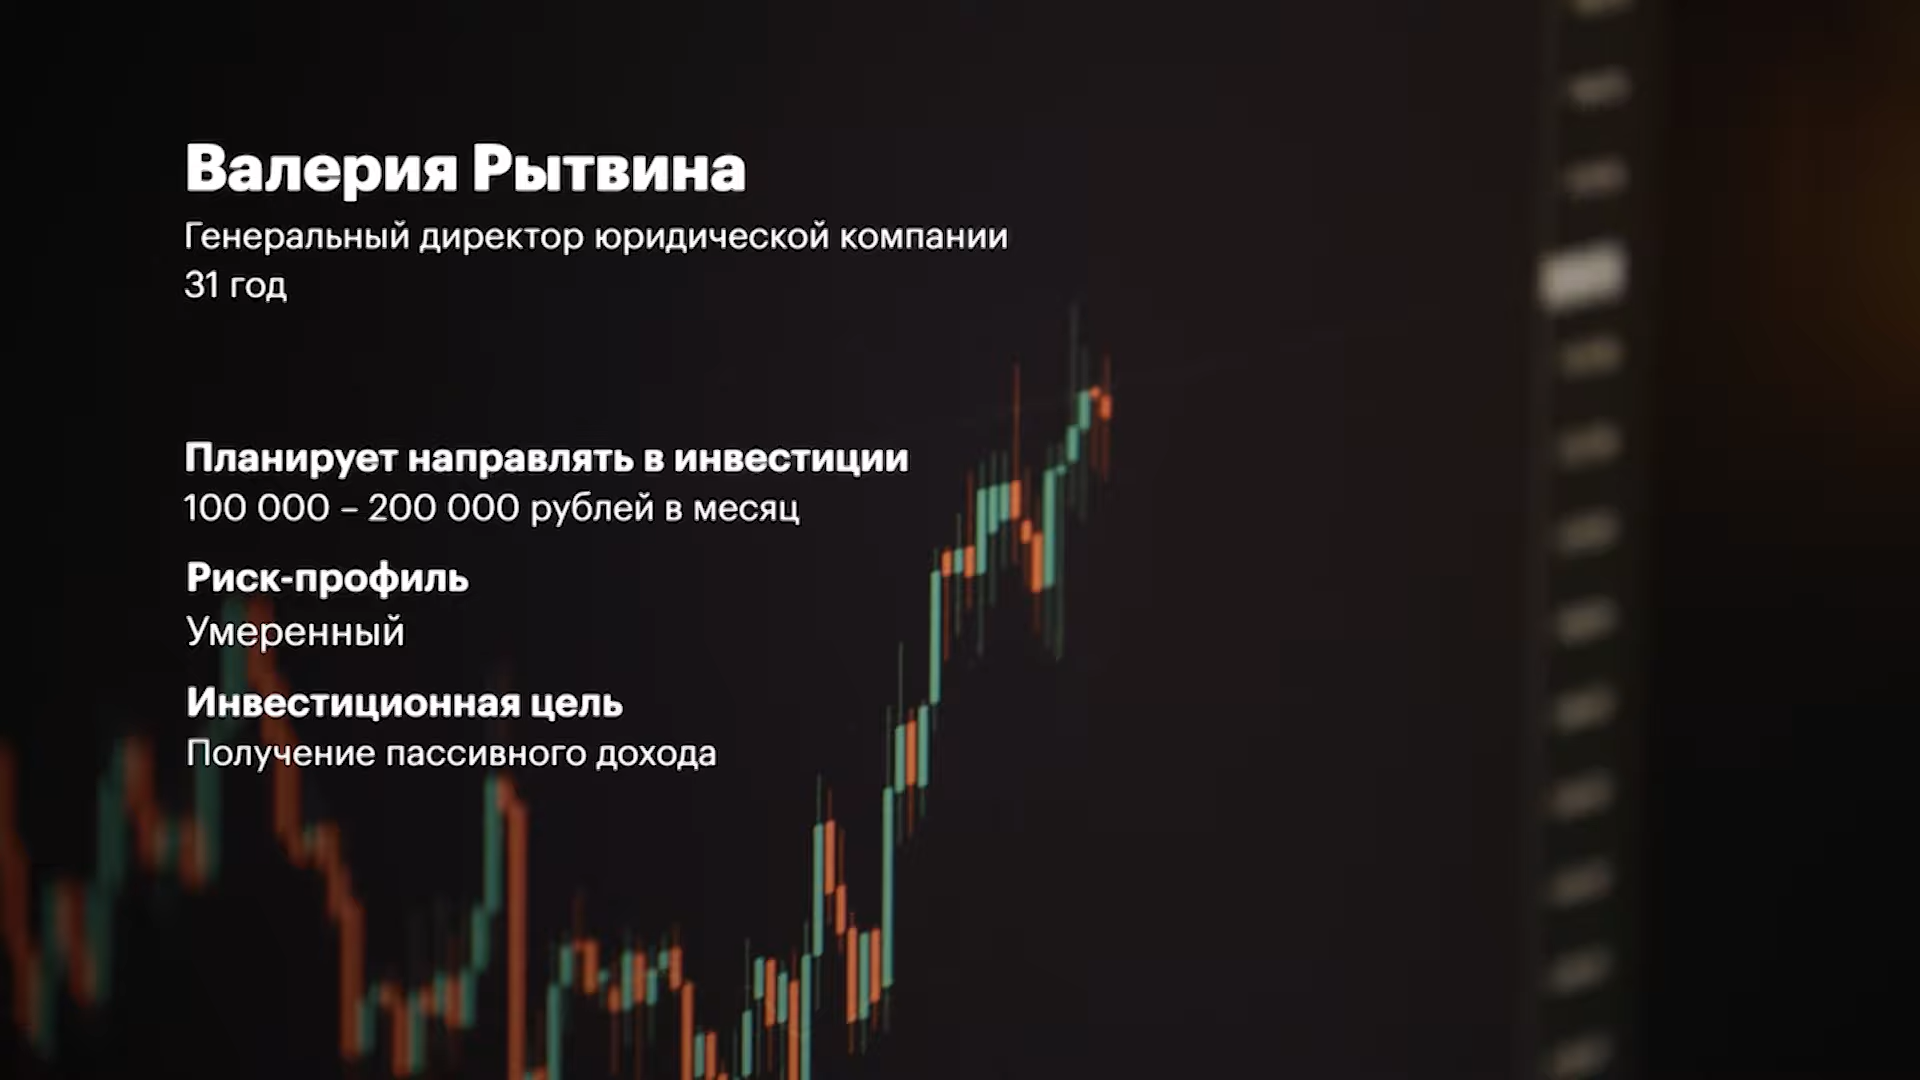 Валерия Рытвина
Генеральный директор юридической компании
31 год
Планирует направлять в инвестиции
100 000 – 200 000 рублей в месяц
Риск-профиль
Умеренный
Инвестиционная цель
Получение пассивного дохода